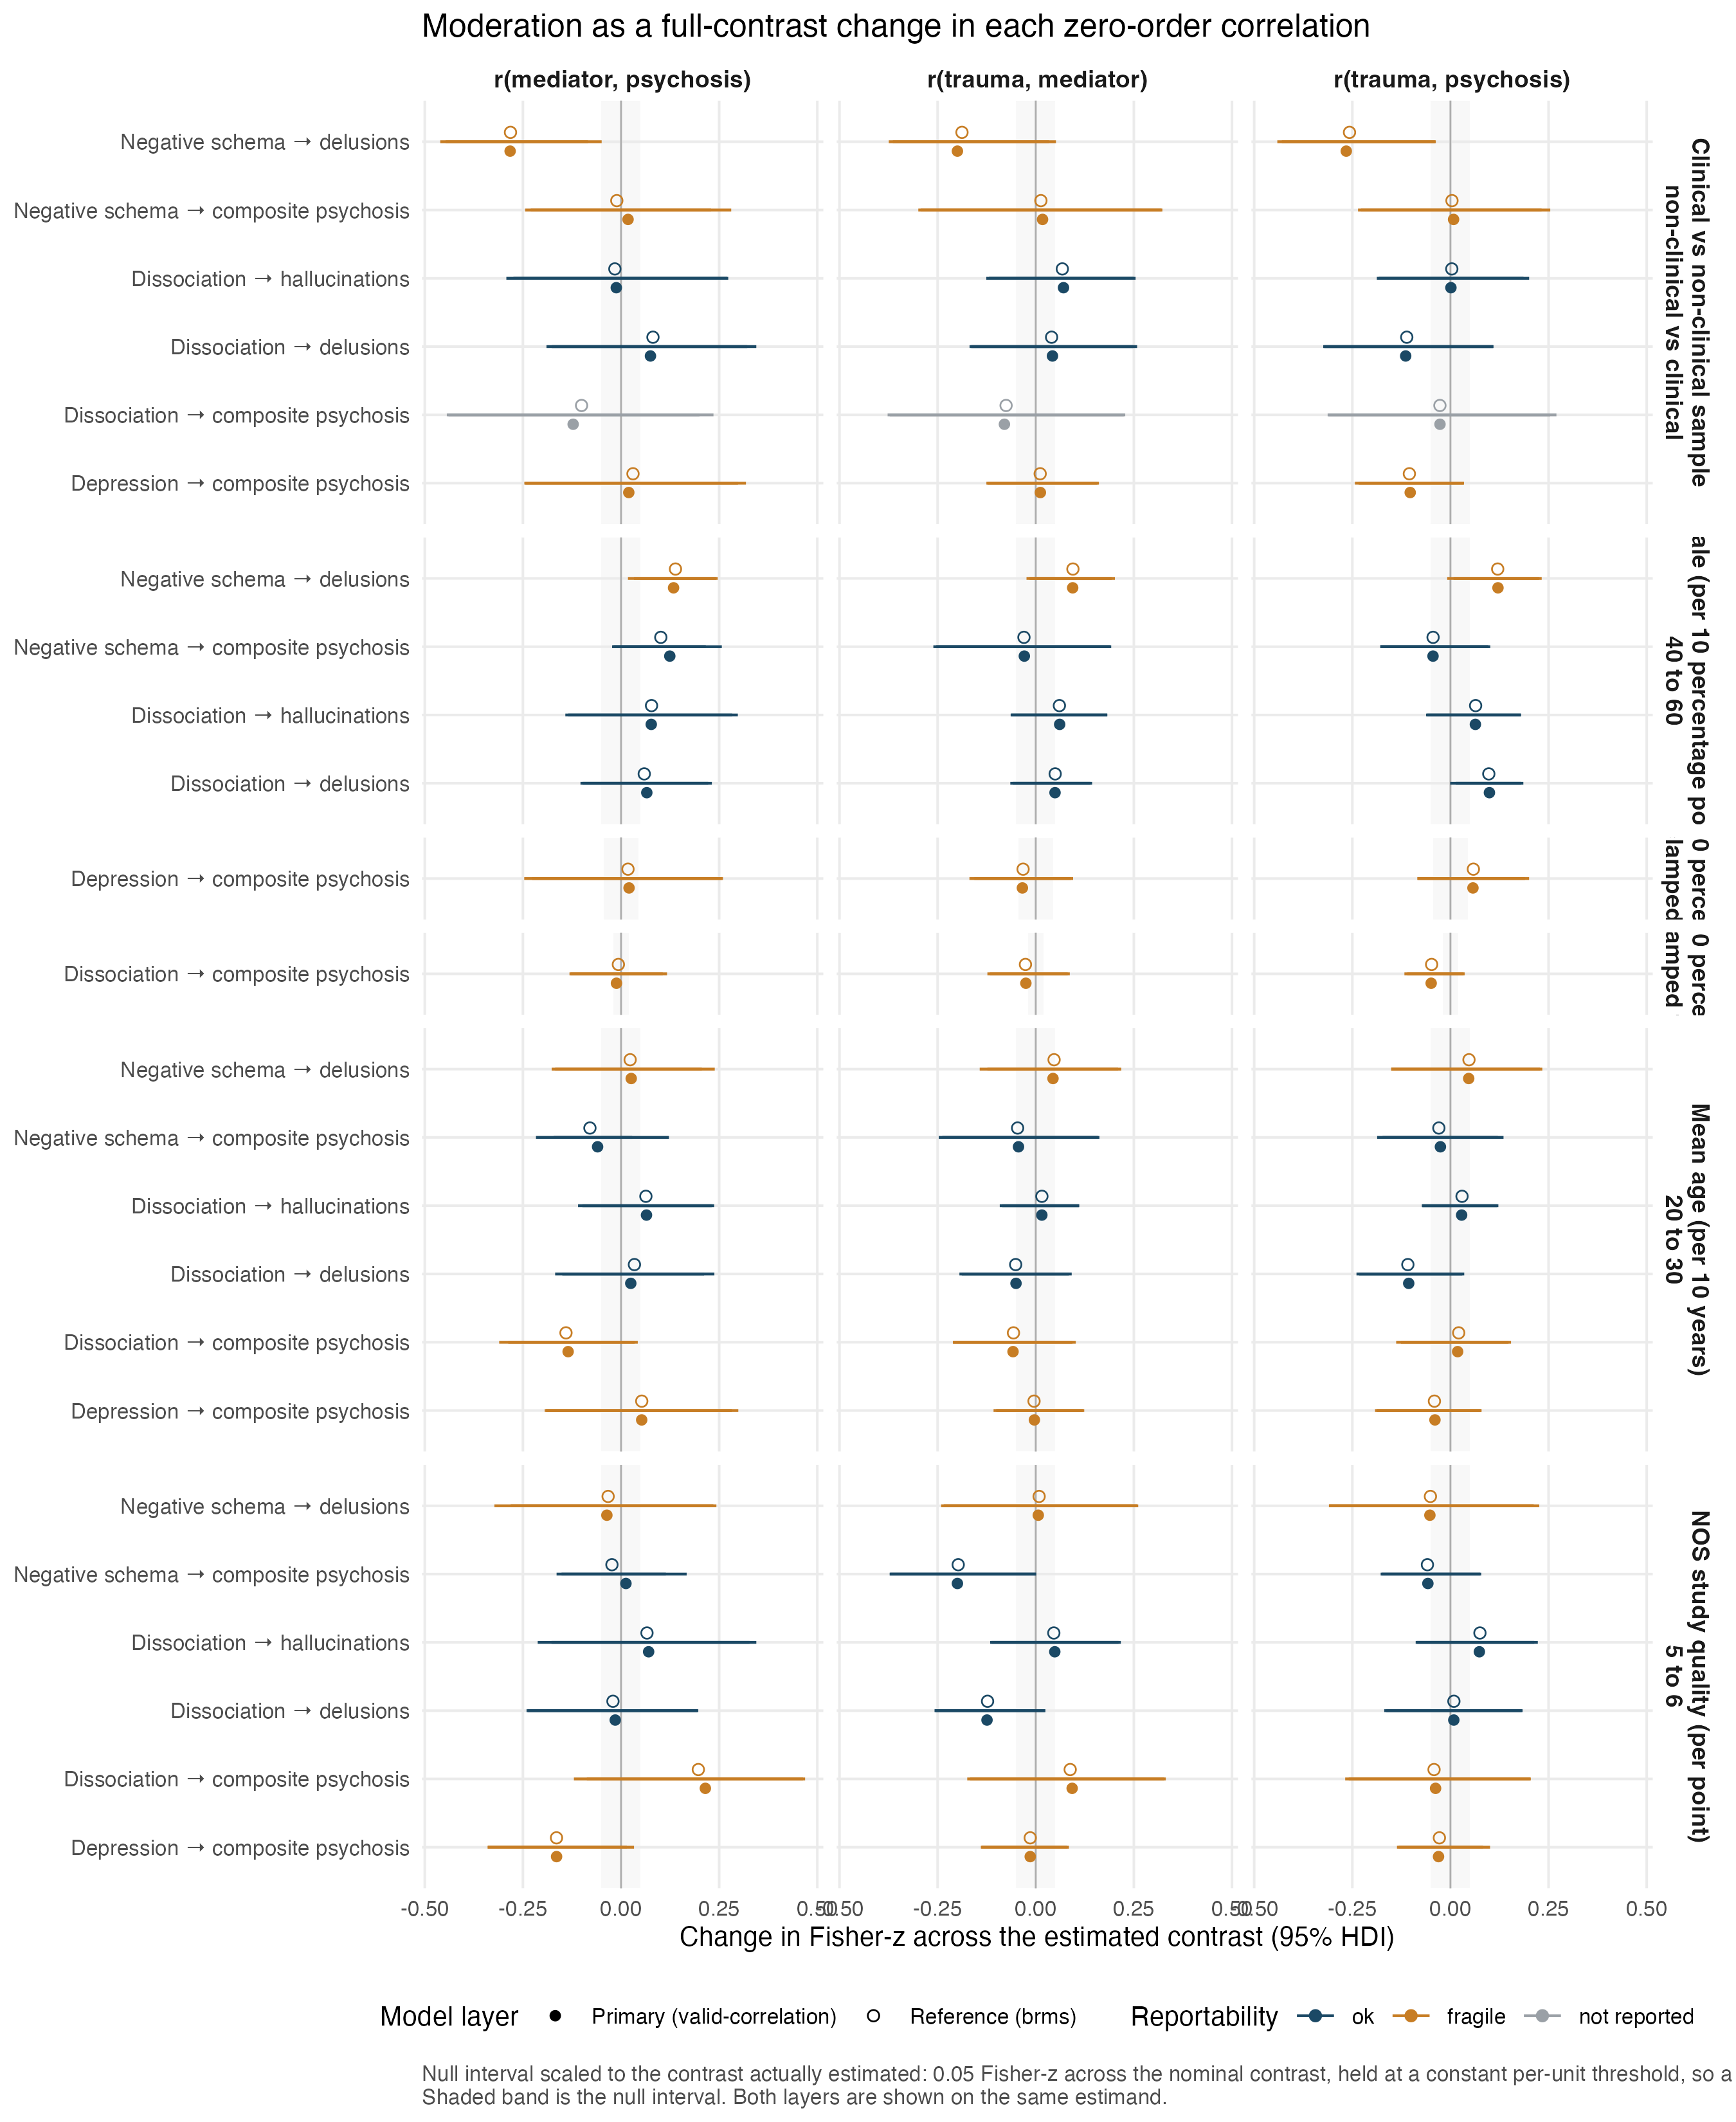 Moderation as a full-contrast change in each zero-order correlation
r(mediator, psychosis)
r(trauma, mediator)
r(trauma, psychosis)
Negative schema → delusions
Negative schema → composite psychosis
Dissociation → hallucinations
Dissociation → delusions
Dissociation → composite psychosis
Depression → composite psychosis
Clinical vs non-clinical sample
non-clinical vs clinical
Negative schema → delusions
Negative schema → composite psychosis
Dissociation → hallucinations
Dissociation → delusions
ale (per 10 percentage po
40 to 60
Depression → composite psychosis
0 perce
lamped
Dissociation → composite psychosis
0 perce
amped
Negative schema → delusions
Negative schema → composite psychosis
Dissociation → hallucinations
Dissociation → delusions
Dissociation → composite psychosis
Depression → composite psychosis
Mean age (per 10 years)
20 to 30
Negative schema → delusions
Negative schema → composite psychosis
Dissociation → hallucinations
Dissociation → delusions
Dissociation → composite psychosis
Depression → composite psychosis
NOS study quality (per point)
5 to 6
-0.50 -0.25 0.00 0.25 0.50 -0.50 -0.25 0.00 0.25 0.50 -0.50 -0.25 0.00 0.25 0.50
Change in Fisher-z across the estimated contrast (95% HDI)
Model layer Primary (valid-correlation) Reference (brms) Reportability ok fragile not reported
Null interval scaled to the contrast actually estimated: 0.05 Fisher-z across the nominal contrast, held at a constant per-unit threshold, so a
Shaded band is the null interval. Both layers are shown on the same estimand.